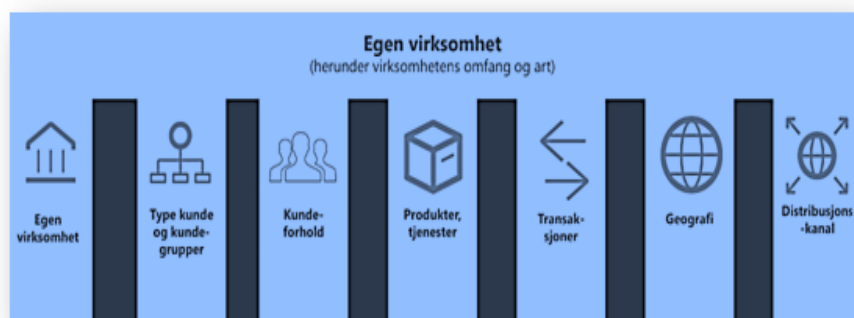 Egen virksomhet
(herunder virksomhetens omfang og art)
Egen
virksomhet
Type kunde
og kunde-
grupper
Kunde-
forhold
Produkter,
tjenester
Transak-
sjoner
Geografi
Distribusjons
-kanal